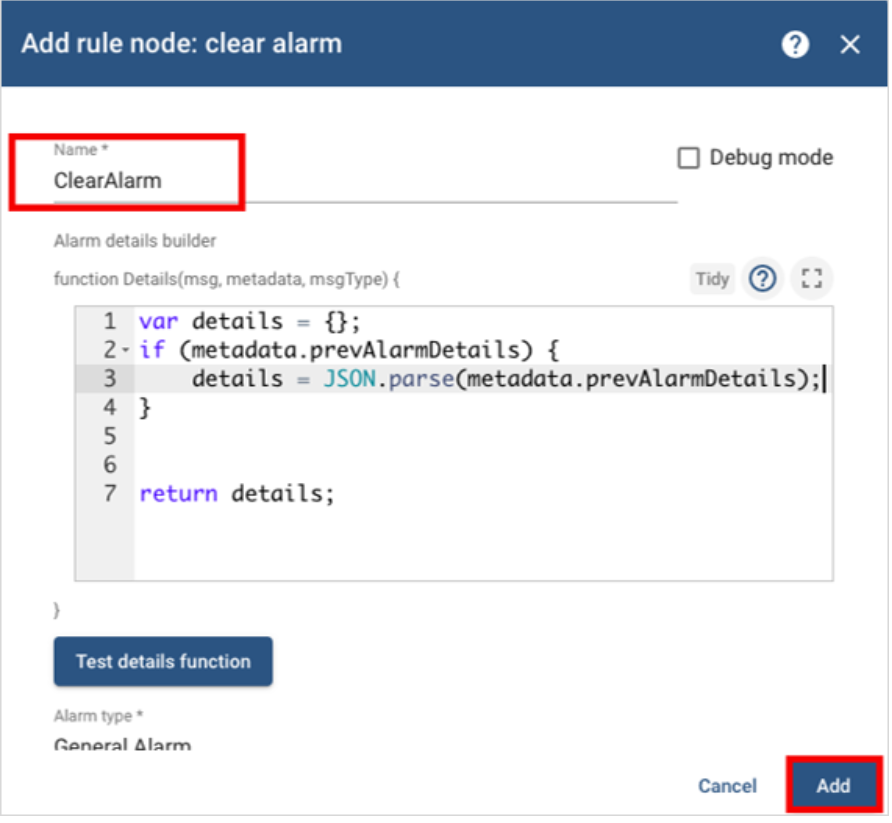 Add rule node: clear alarm
Name *
ClearAlarm
Debug mode
Alarm details builder
function Details(msg, metadata, msgType) {
Tidy
1 var details = {};
2 if (metadata.prevAlarmDetails) {
3     details = JSON.parse(metadata.prevAlarmDetails);
4 }
5
6
7 return details;
}
Test details function
Alarm type *
General Alarm
Cancel
Add